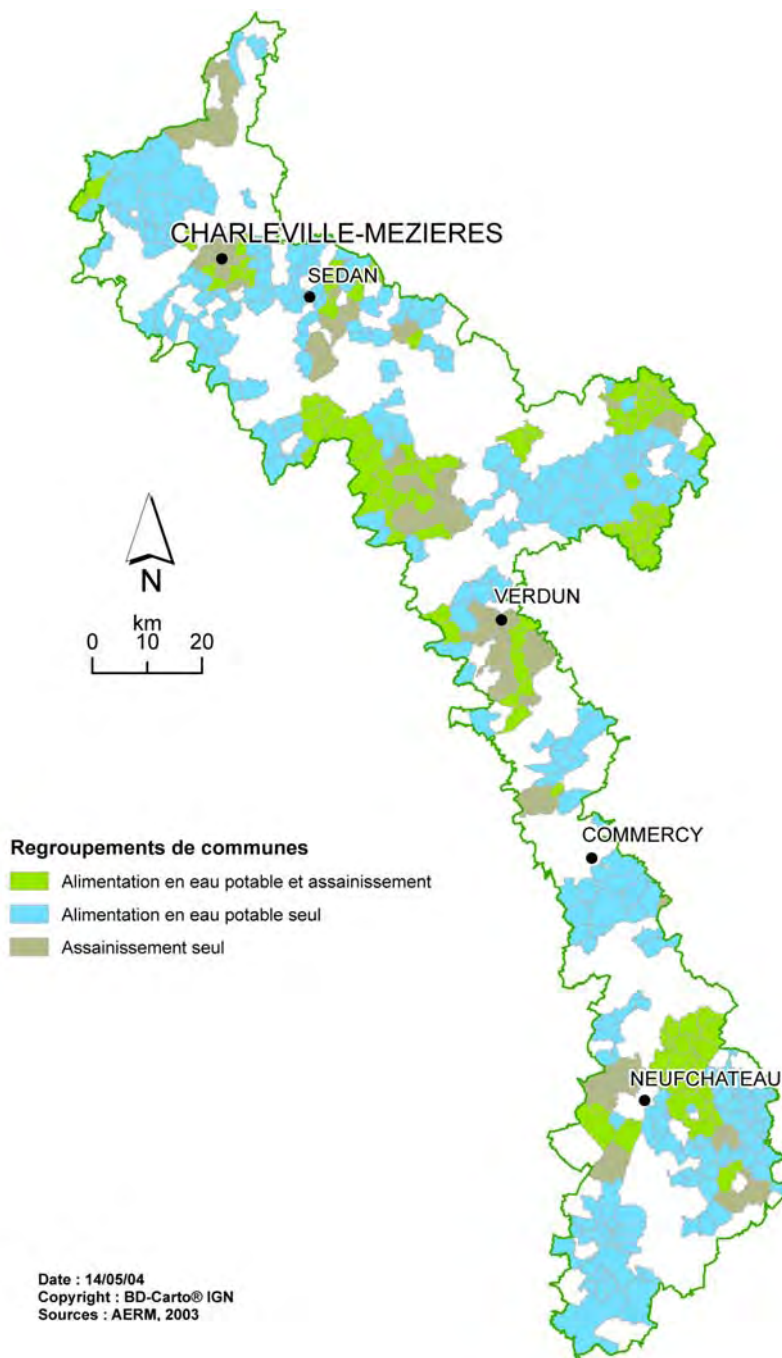 CHARLEVILLE-MEZIERES
SEDAN
N
km
0 10 20
VERDUN
COMMERCY
Regroupements de communes
Alimentation en eau potable et assainissement
Alimentation en eau potable seul
Assainissement seul
NEUFCHATEAU
Date : 14/05/04
Copyright : BD-Carto® IGN
Sources : AERM, 2003